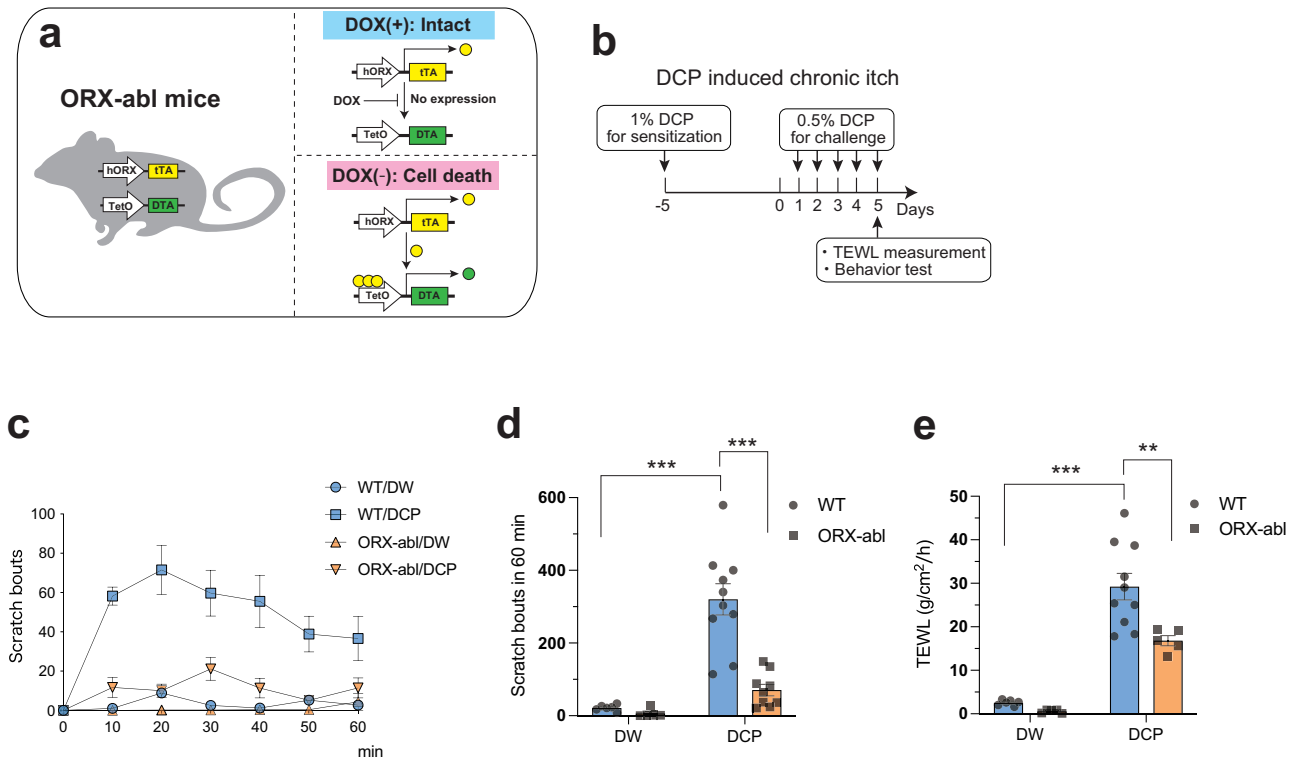 a
ORX-abl mice
hORX
tTA
TetO
DTA
DOX(+): Intact
hORX
tTA
DOX
No expression
TetO
DTA
DOX(-): Cell death
hORX
tTA
TetO
DTA
b
DCP induced chronic itch
1% DCP
for sensitization
0.5% DCP
for challenge
-5 0 1 2 3 4 5 Days
• TEWL measurement
• Behavior test
c
WT/DW
WT/DCP
ORX-abl/DW
ORX-abl/DCP
Scratch bouts
100
80
60
40
20
0
0 10 20 30 40 50 60
min
d
***
***
WT
ORX-abl
Scratch bouts in 60 min
600
400
200
0
DW DCP
e
***
**
WT
ORX-abl
TEWL (g/cm²/h)
50
40
30
20
10
0
DW DCP